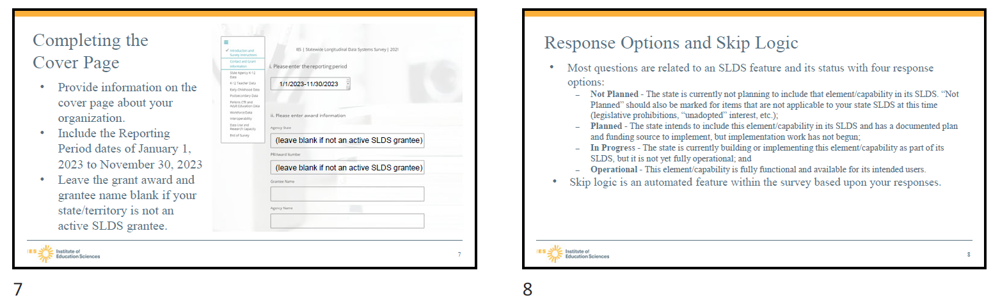 Completing the
Cover Page
• Provide information on the
cover page about your
organization.
• Include the Reporting
Period dates of January 1,
2023 to November 30, 2023
• Leave the grant award and
grantee name blank if your
state/territory is not an
active SLDS grantee.
✓ Introduction and
Survey Instructions
Contact and Grant
Information
State Agency K-12
Data
K-12 Teacher Data
Early Childhood Data
Postsecondary Data
Perkins CTE and
Adult Education Data
Workforce Data
Interoperability
Data Use and
Research Capacity
End of Survey
IES | Statewide Longitudinal Data Systems Survey | 2021
i. Please enter the reporting period
1/1/2023-11/30/2023
ii. Please enter award information
Agency State
(leave blank if not an active SLDS grantee)
PR/Award Number
(leave blank if not an active SLDS grantee)
Grantee Name
Agency Name
IES Institute of
Education Sciences
7
7
Response Options and Skip Logic
• Most questions are related to an SLDS feature and its status with four response
options:
– Not Planned - The state is currently not planning to include that element/capability in its SLDS. “Not
Planned” should also be marked for items that are not applicable to your state SLDS at this time
(legislative prohibitions, “unadopted” interest, etc.);
– Planned - The state intends to include this element/capability in its SLDS and has a documented plan
and funding source to implement, but implementation work has not begun;
– In Progress - The state is currently building or implementing this element/capability as part of its
SLDS, but it is not yet fully operational; and
– Operational - This element/capability is fully functional and available for its intended users.
• Skip logic is an automated feature within the survey based upon your responses.
IES Institute of
Education Sciences
8
8